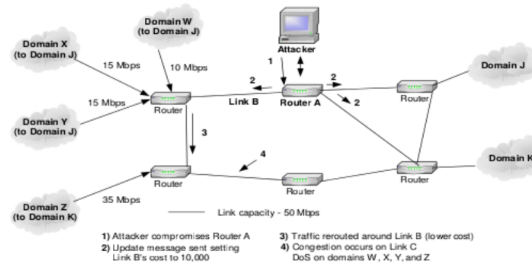 Domain W
(to Domain J)
Domain X
(to Domain J)
Attacker
Domain J
15 Mbps
10 Mbps
1
2
2
15 Mbps
Link B
Router A
2
Router
Router
Domain Y
(to Domain J)
3
4
Domain K
Router
Router
Router
Domain Z
(to Domain K)
35 Mbps
Link capacity - 50 Mbps
1) Attacker compromises Router A
2) Update message sent setting
Link B's cost to 10,000
3) Traffic rerouted around Link B (lower cost)
4) Congestion occurs on Link C
DoS on domains W, X, Y, and Z